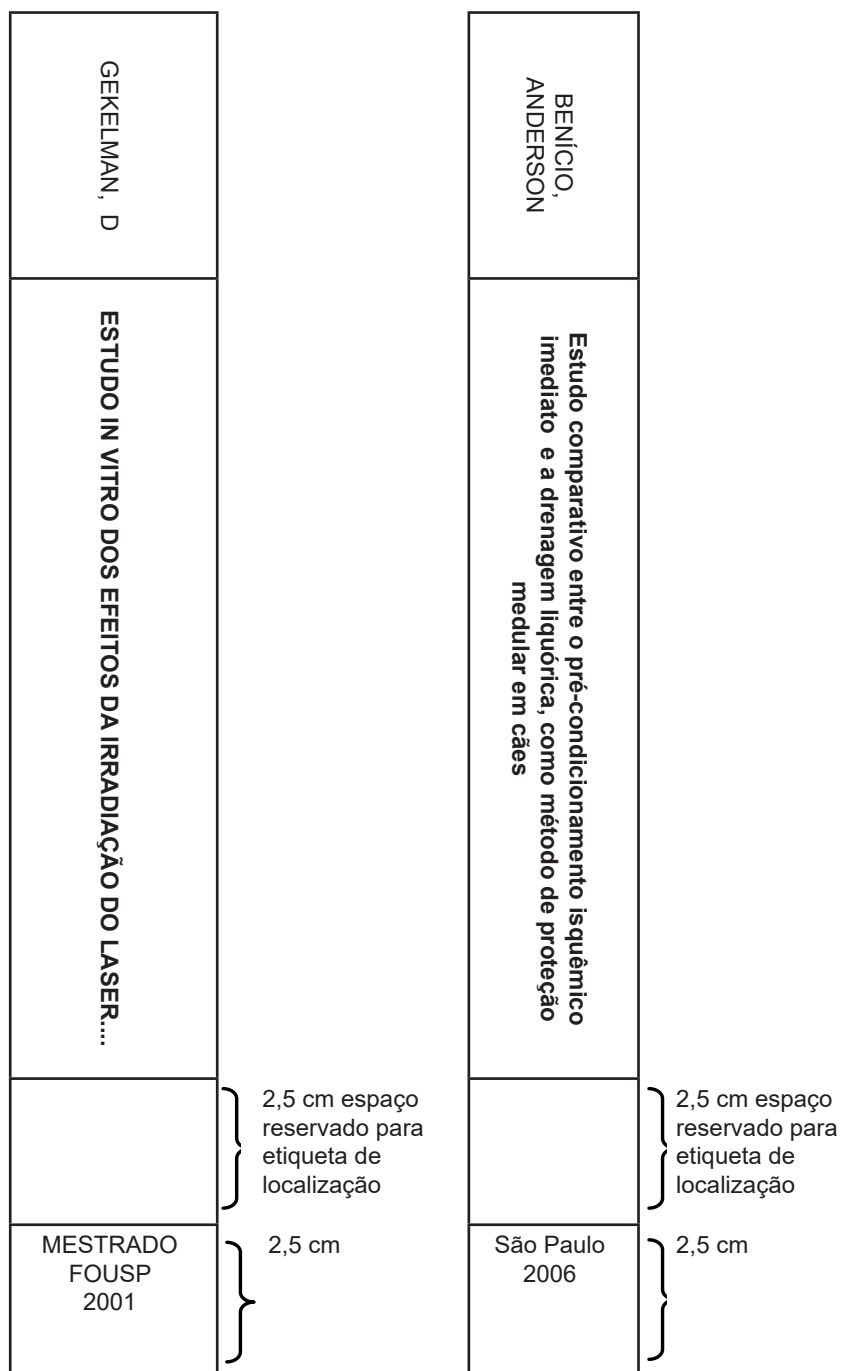 GEKELMAN, D
ESTUDO IN VITRO DOS EFEITOS DA IRRADIAÇÃO DO LASER....
2,5 cm espaço
reservado para
etiqueta de
localização
MESTRADO
FOUSP
2001
2,5 cm
BENÍCIO,
ANDERSON
Estudo comparativo entre o pré-condicionamento isquêmico
imediato e a drenagem liquórica, como método de proteção
medular em cães
2,5 cm espaço
reservado para
etiqueta de
localização
São Paulo
2006
2,5 cm